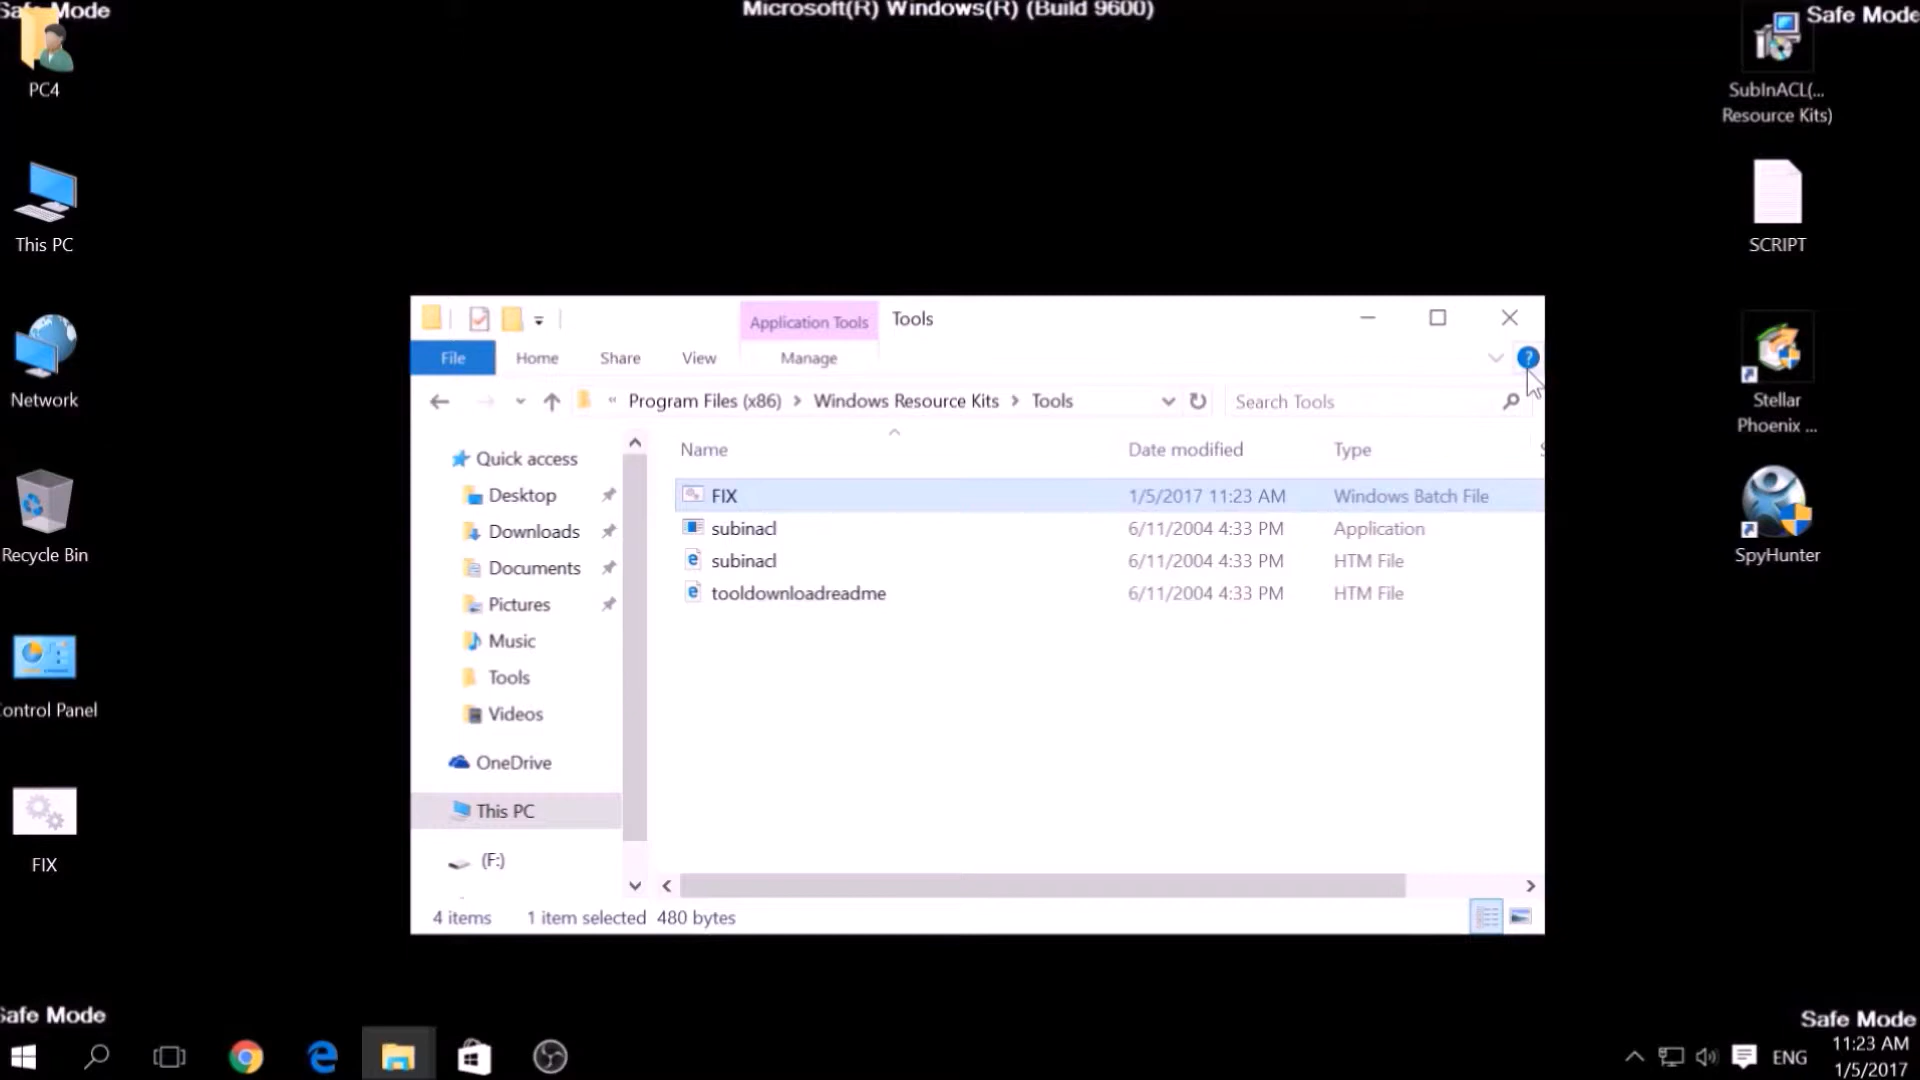 Safe Mode
Microsoft(R) Windows(R) (Build 9600)
Safe Mode
PC4
This PC
Network
Recycle Bin
Control Panel
FIX
SubInACL(...
Resource Kits)
SCRIPT
Stellar
Phoenix ...
SpyHunter
Application Tools
Tools
File
Home
Share
View
Manage
?
« Program Files (x86) > Windows Resource Kits > Tools
Search Tools
Quick access
Desktop
Downloads
Documents
Pictures
Music
Tools
Videos
OneDrive
This PC
(F:)
Name Date modified Type
FIX 1/5/2017 11:23 AM Windows Batch File
subinacl 6/11/2004 4:33 PM Application
subinacl 6/11/2004 4:33 PM HTM File
tooldownloadreadme 6/11/2004 4:33 PM HTM File
4 items 1 item selected 480 bytes
Safe Mode
Safe Mode
ENG
11:23 AM
1/5/2017